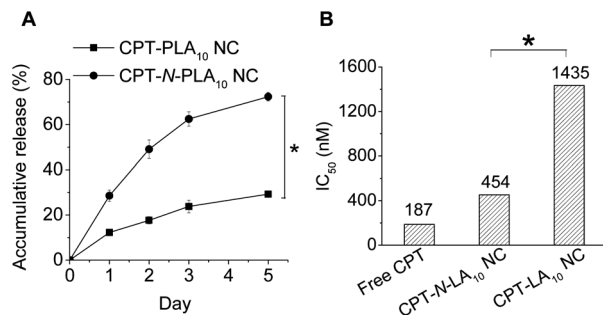 A
CPT-PLA₁₀ NC
CPT-N-PLA₁₀ NC
Accumulative release (%)
80
60
40
20
0
*
0 1 2 3 4 5
Day
B
*
1600
1200
800
400
0
IC₅₀ (nM)
187
454
1435
Free CPT
CPT-N-LA₁₀ NC
CPT-LA₁₀ NC